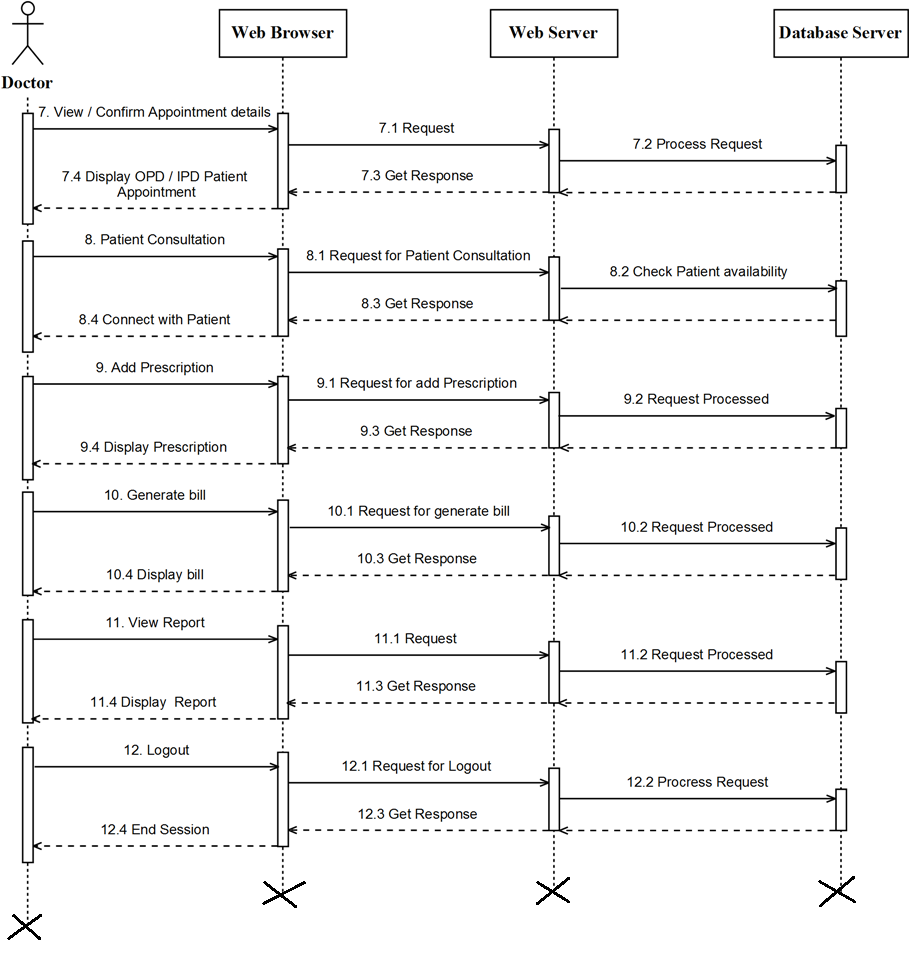 Doctor
Web Browser
Web Server
Database Server
7. View / Confirm Appointment details
7.1 Request
7.2 Process Request
7.3 Get Response
7.4 Display OPD / IPD Patient
Appointment
8. Patient Consultation
8.1 Request for Patient Consultation
8.2 Check Patient availability
8.3 Get Response
8.4 Connect with Patient
9. Add Prescription
9.1 Request for add Prescription
9.2 Request Processed
9.3 Get Response
9.4 Display Prescription
10. Generate bill
10.1 Request for generate bill
10.2 Request Processed
10.3 Get Response
10.4 Display bill
11. View Report
11.1 Request
11.2 Request Processed
11.3 Get Response
11.4 Display  Report
12. Logout
12.1 Request for Logout
12.2 Procress Request
12.3 Get Response
12.4 End Session